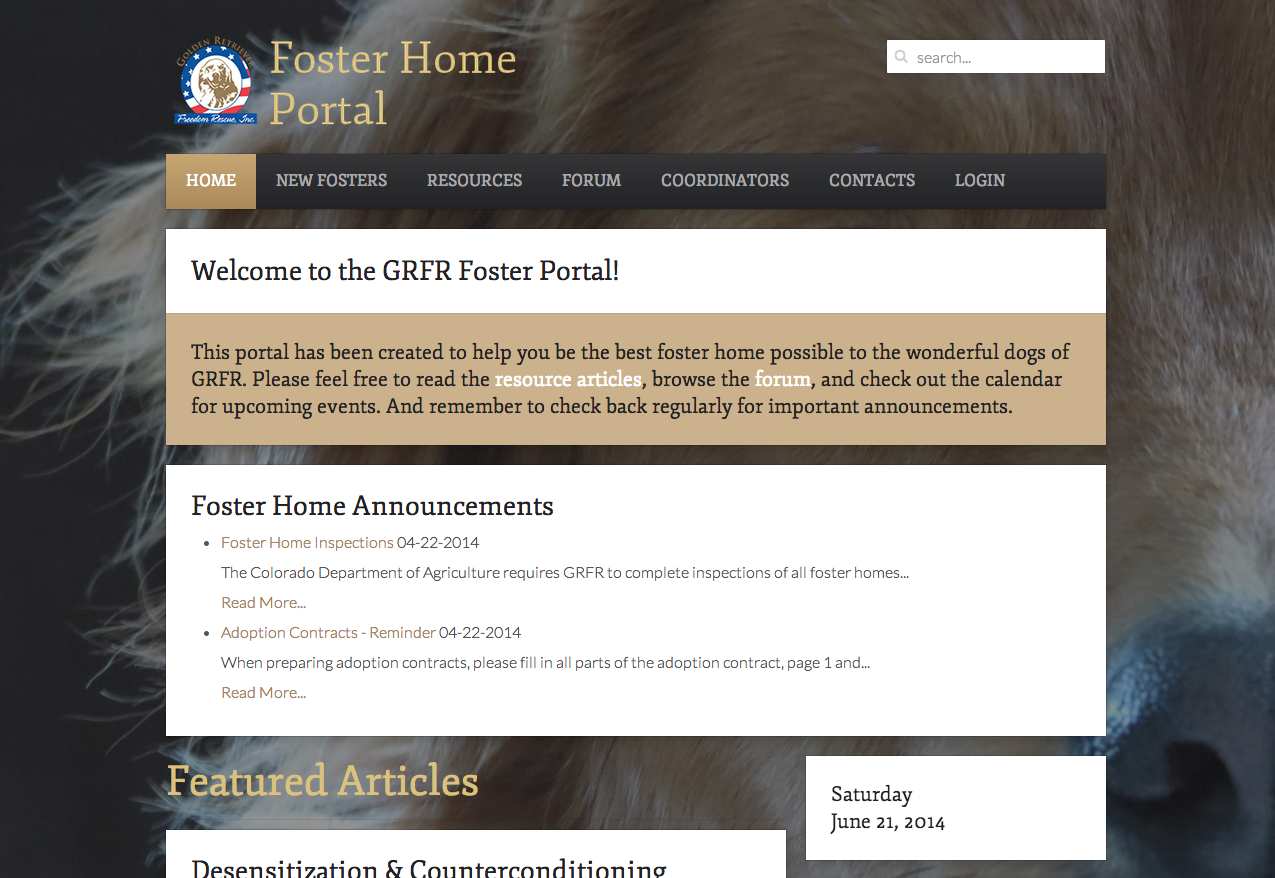 GOLDEN RETRIEVER
Freedom Rescue, Inc.
Foster Home
Portal
search...
HOME
NEW FOSTERS
RESOURCES
FORUM
COORDINATORS
CONTACTS
LOGIN
Welcome to the GRFR Foster Portal!
This portal has been created to help you be the best foster home possible to the wonderful dogs of
GRFR. Please feel free to read the resource articles, browse the forum, and check out the calendar
for upcoming events. And remember to check back regularly for important announcements.
Foster Home Announcements
• Foster Home Inspections 04-22-2014
The Colorado Department of Agriculture requires GRFR to complete inspections of all foster homes...
Read More...
• Adoption Contracts - Reminder 04-22-2014
When preparing adoption contracts, please fill in all parts of the adoption contract, page 1 and...
Read More...
Featured Articles
Saturday
June 21, 2014
Desensitization & Counterconditioning